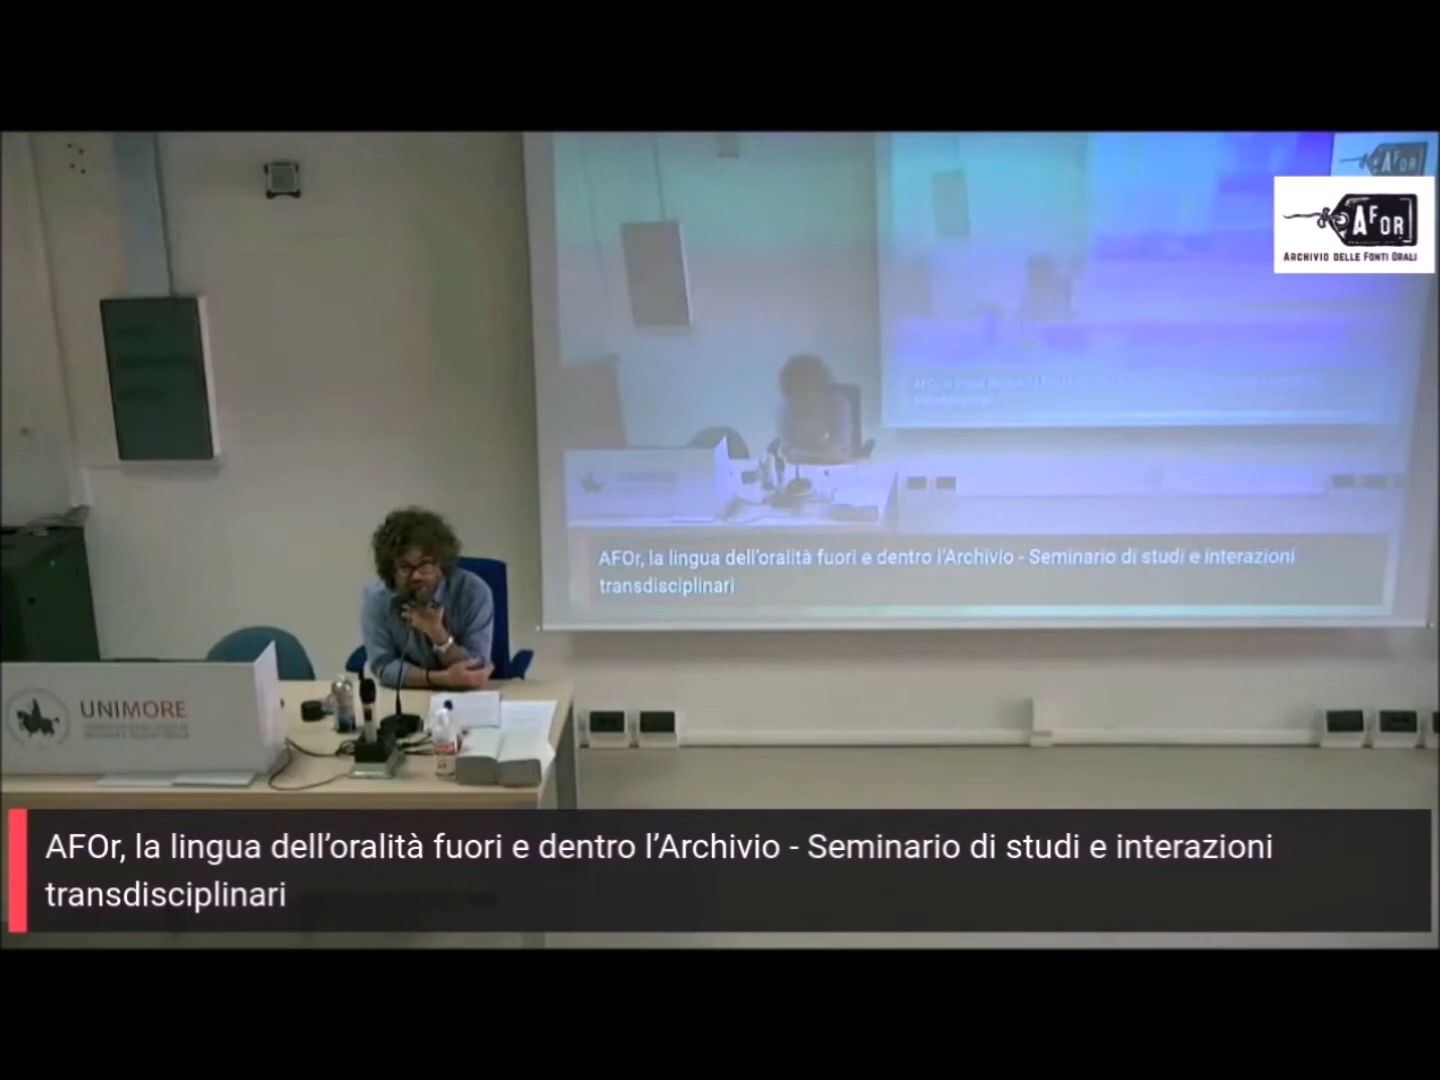 AFOR
AFOR
ARCHIVIO DELLE FONTI ORALI
AFOr, la lingua dell'oralità fuori e dentro l'Archivio - Seminario di studi e interazioni
transdisciplinari
UNIMORE
AFOr, la lingua dell’oralità fuori e dentro l’Archivio - Seminario di studi e interazioni
transdisciplinari